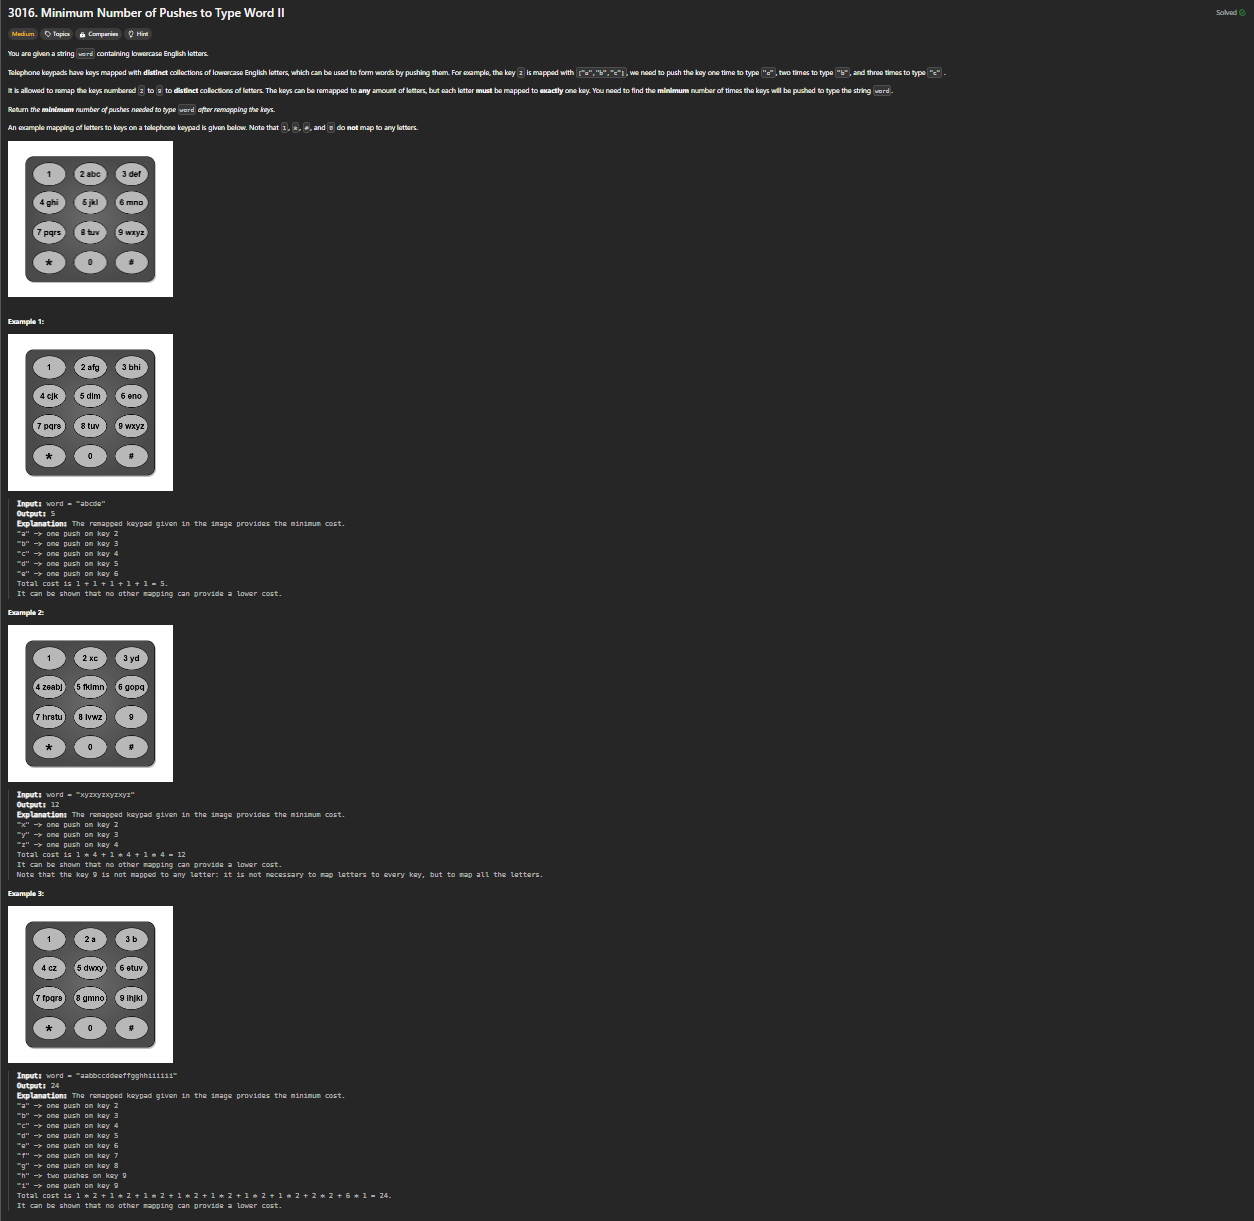 3016. Minimum Number of Pushes to Type Word II
Solved
Medium Topics Companies Hint
You are given a string word containing lowercase English letters.
Telephone keypads have keys mapped with distinct collections of lowercase English letters, which can be used to form words by pushing them. For example, the key 2 is mapped with ["a","b","c"], we need to push the key one time to type "a", two times to type "b", and three times to type "c" .
It is allowed to remap the keys numbered 2 to 9 to distinct collections of letters. The keys can be remapped to any amount of letters, but each letter must be mapped to exactly one key. You need to find the minimum number of times the keys will be pushed to type the string word.
Return the minimum number of pushes needed to type word after remapping the keys.
An example mapping of letters to keys on a telephone keypad is given below. Note that 1, *, #, and 0 do not map to any letters.
1 2 abc 3 def
4 ghi 5 jkl 6 mno
7 pqrs 8 tuv 9 wxyz
* 0 #
Example 1:
1 2 afg 3 bhi
4 cjk 5 dlm 6 eno
7 pqrs 8 tuv 9 wxyz
* 0 #
Input: word = "abcde"
Output: 5
Explanation: The remapped keypad given in the image provides the minimum cost.
"a" -> one push on key 2
"b" -> one push on key 3
"c" -> one push on key 4
"d" -> one push on key 5
"e" -> one push on key 6
Total cost is 1 + 1 + 1 + 1 + 1 = 5.
It can be shown that no other mapping can provide a lower cost.
Example 2:
1 2 xc 3 yd
4 zeabj 5 fklmn 6 gopq
7 hrstu 8 ivwz 9
* 0 #
Input: word = "xyzxyzxyzxyz"
Output: 12
Explanation: The remapped keypad given in the image provides the minimum cost.
"x" -> one push on key 2
"y" -> one push on key 3
"z" -> one push on key 4
Total cost is 1 * 4 + 1 * 4 + 1 * 4 = 12
It can be shown that no other mapping can provide a lower cost.
Note that the key 9 is not mapped to any letter: it is not necessary to map letters to every key, but to map all the letters.
Example 3:
1 2 a 3 b
4 cz 5 dwxy 6 etuv
7 fpqrs 8 gmno 9 ihjkl
* 0 #
Input: word = "aabbccddeeffgghhiiiiii"
Output: 24
Explanation: The remapped keypad given in the image provides the minimum cost.
"a" -> one push on key 2
"b" -> one push on key 3
"c" -> one push on key 4
"d" -> one push on key 5
"e" -> one push on key 6
"f" -> one push on key 7
"g" -> one push on key 8
"h" -> two pushes on key 9
"i" -> one push on key 9
Total cost is 1 * 2 + 1 * 2 + 1 * 2 + 1 * 2 + 1 * 2 + 1 * 2 + 1 * 2 + 2 * 2 + 6 * 1 = 24.
It can be shown that no other mapping can provide a lower cost.